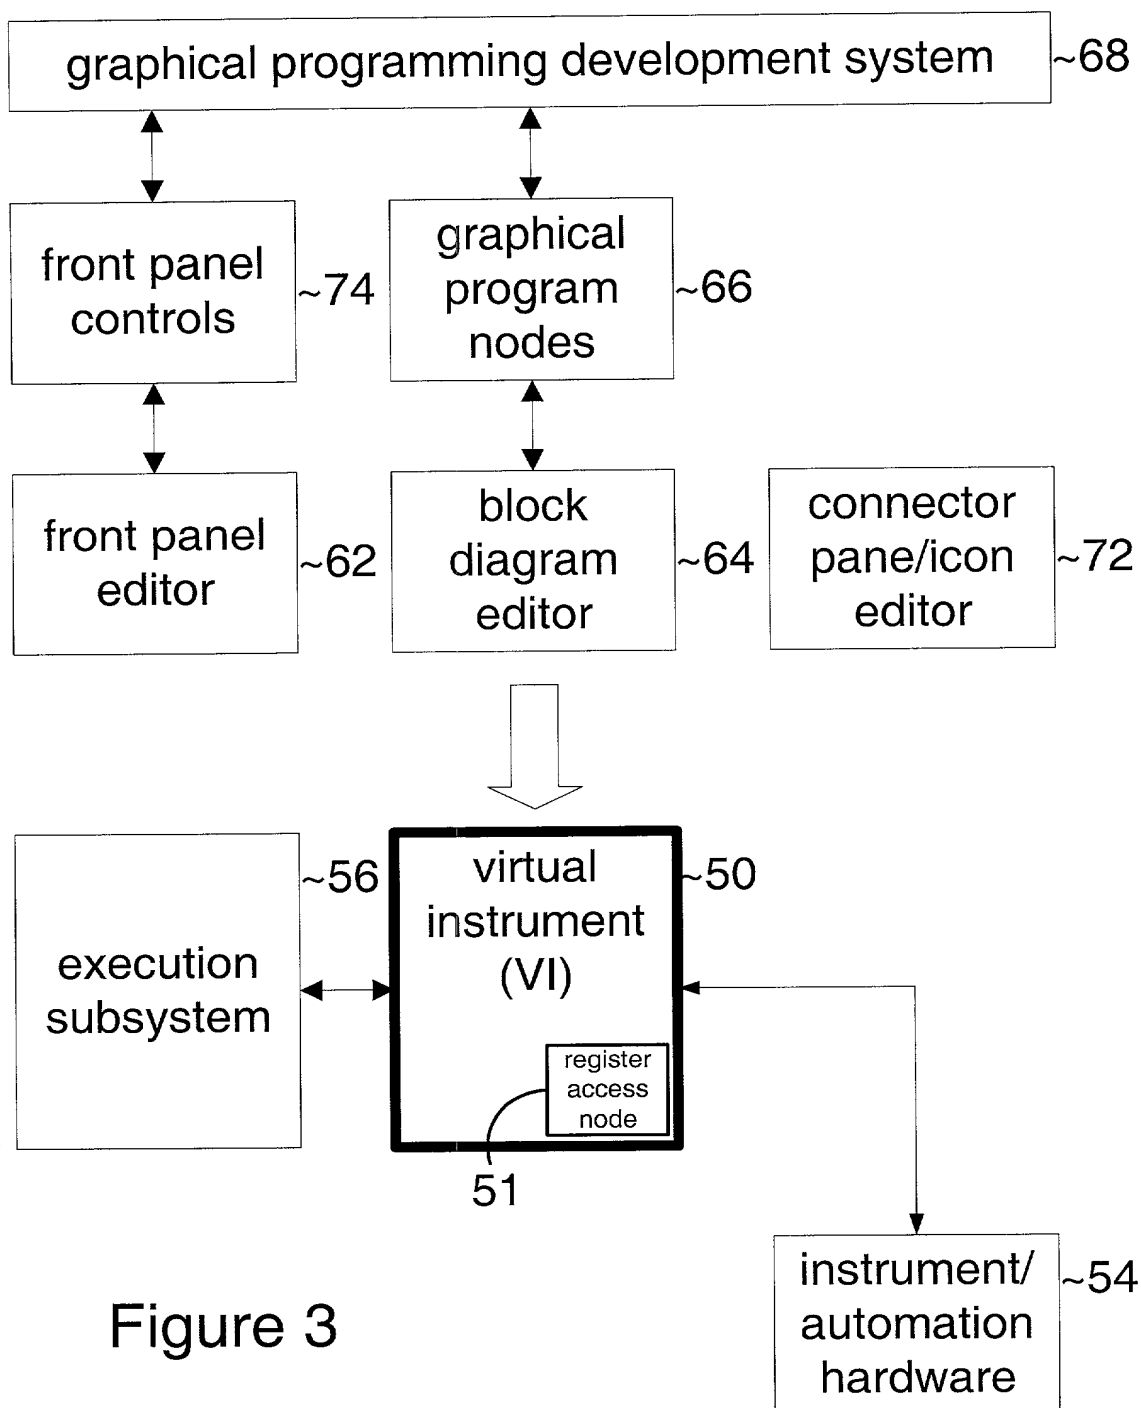 graphical programming development system ~68
front panel
controls
~74
graphical
program
nodes
~66
front panel
editor
~62
block
diagram
editor
~64
connector
pane/icon
editor
~72
execution
subsystem
~56
virtual
instrument
(VI)
~50
register
access
node
51
instrument/
automation
hardware
~54
Figure 3